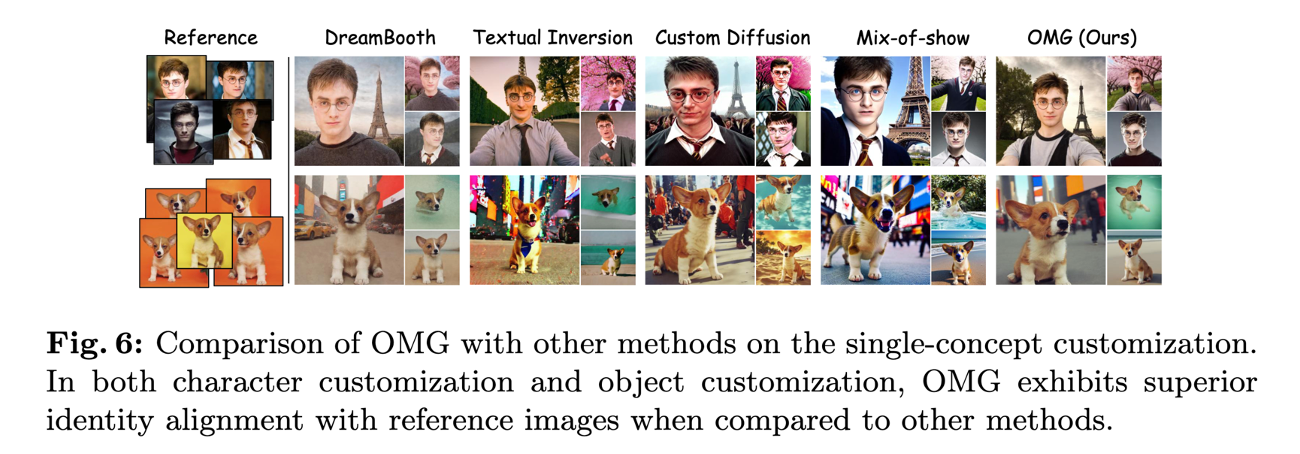 Reference DreamBooth Textual Inversion Custom Diffusion Mix-of-show OMG (Ours)
Fig. 6: Comparison of OMG with other methods on the single-concept customization.
In both character customization and object customization, OMG exhibits superior
identity alignment with reference images when compared to other methods.